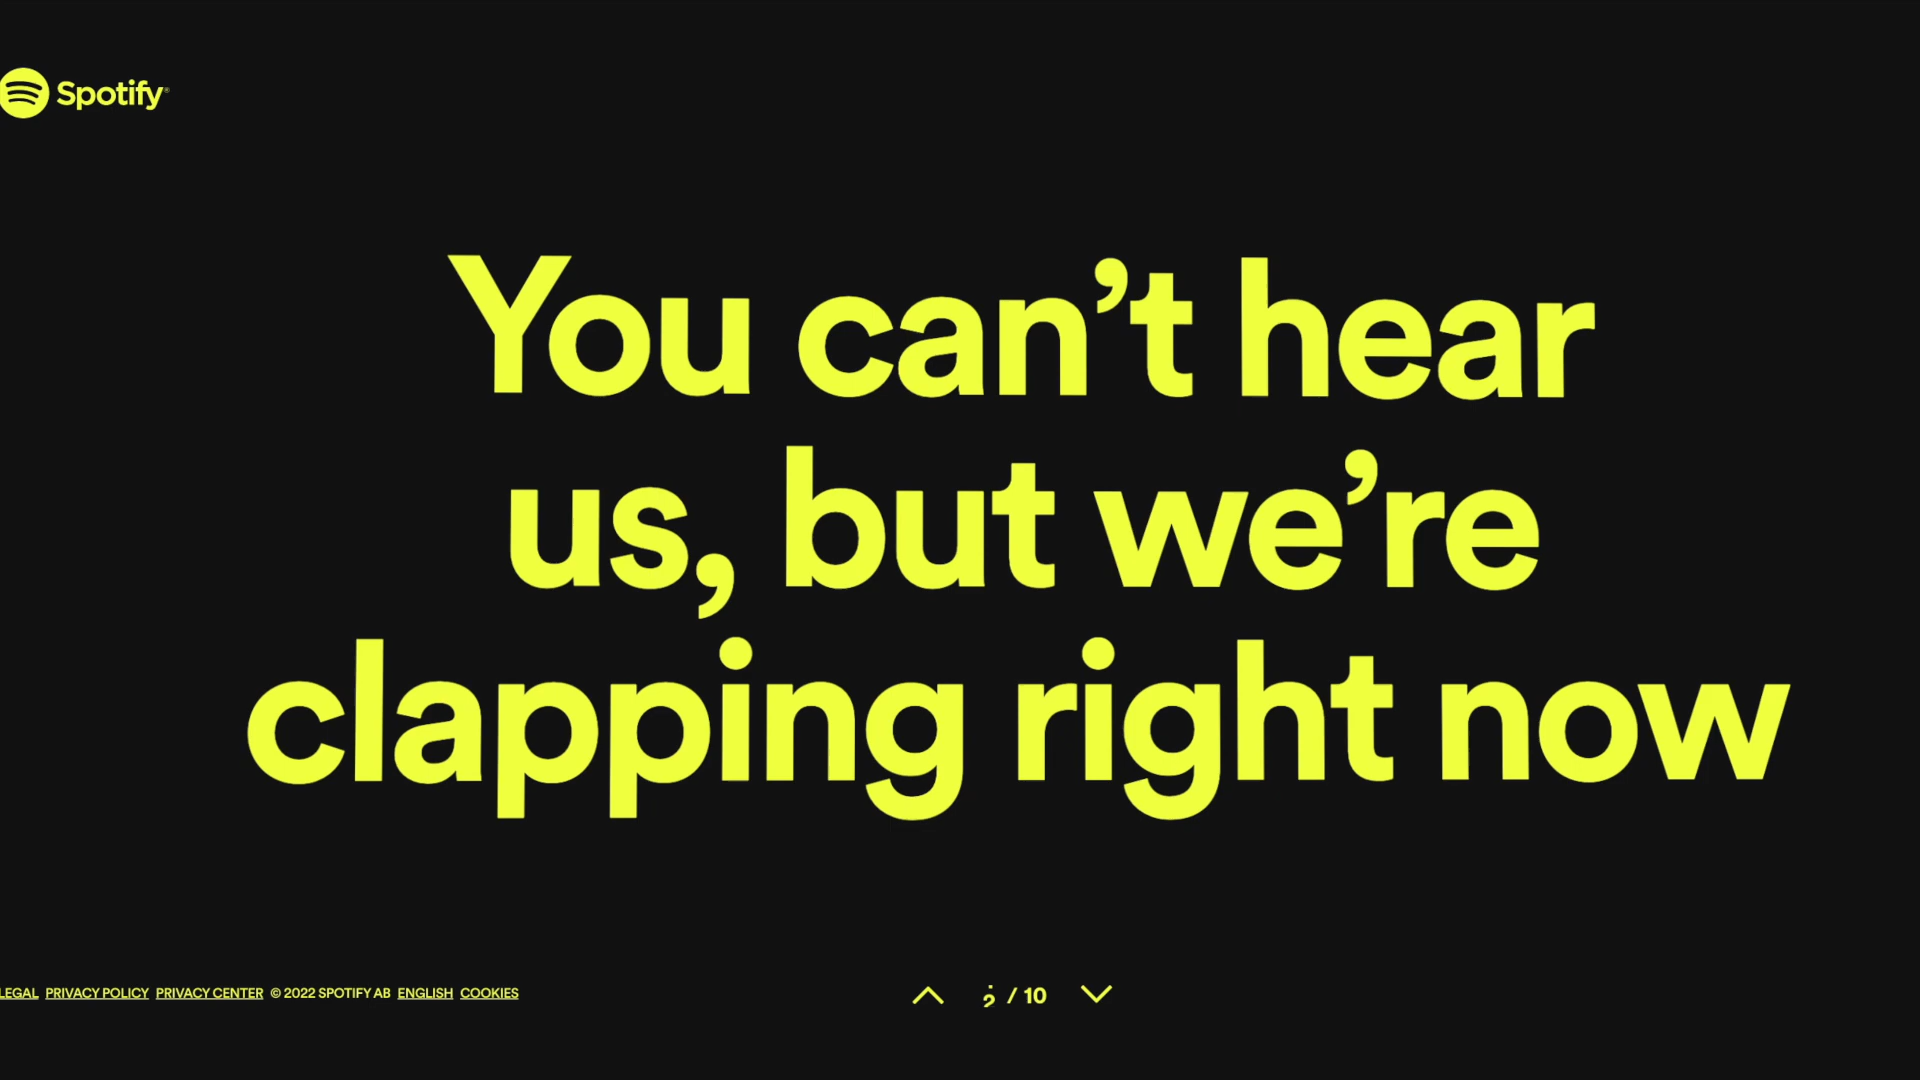 Spotify®
You can’t hear
us, but we’re
clapping right now
LEGAL PRIVACY POLICY PRIVACY CENTER © 2022 SPOTIFY AB ENGLISH COOKIES
/ 10